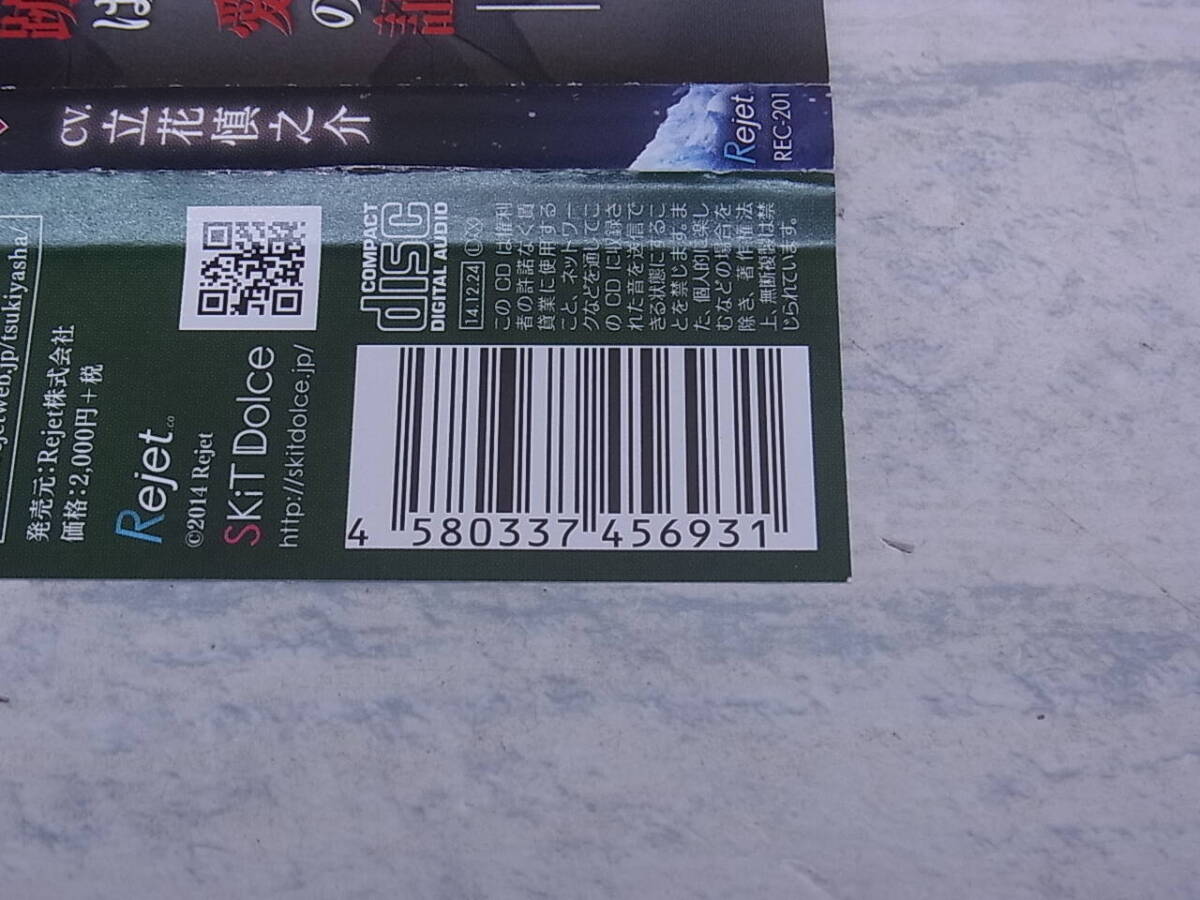 跡は
愛の
証
CV.立花慎之介
Rejet
REC-201
jetweb.jp/tsukiyasha/
発売元:Rejet株式会社
価格:2,000円+税
Rejet.co
©2014 Rejet
SKiT Dolce
http://skitdolce.jp/
COMPACT
disc
DIGITAL AUDIO
14.12.24 Ⓛ Ⓧ
このCDは権利
者の許諾なく賃
貸業に使用する
こと、ネットワー
クなどを通じてこ
のCDに収録さ
れた音を送信で
きる状態にするこ
とを禁じます。ま
た、個人的に楽し
むなどの場合を
除き、著作権法
上、無断複製は禁
じられています。
4 580337 456931